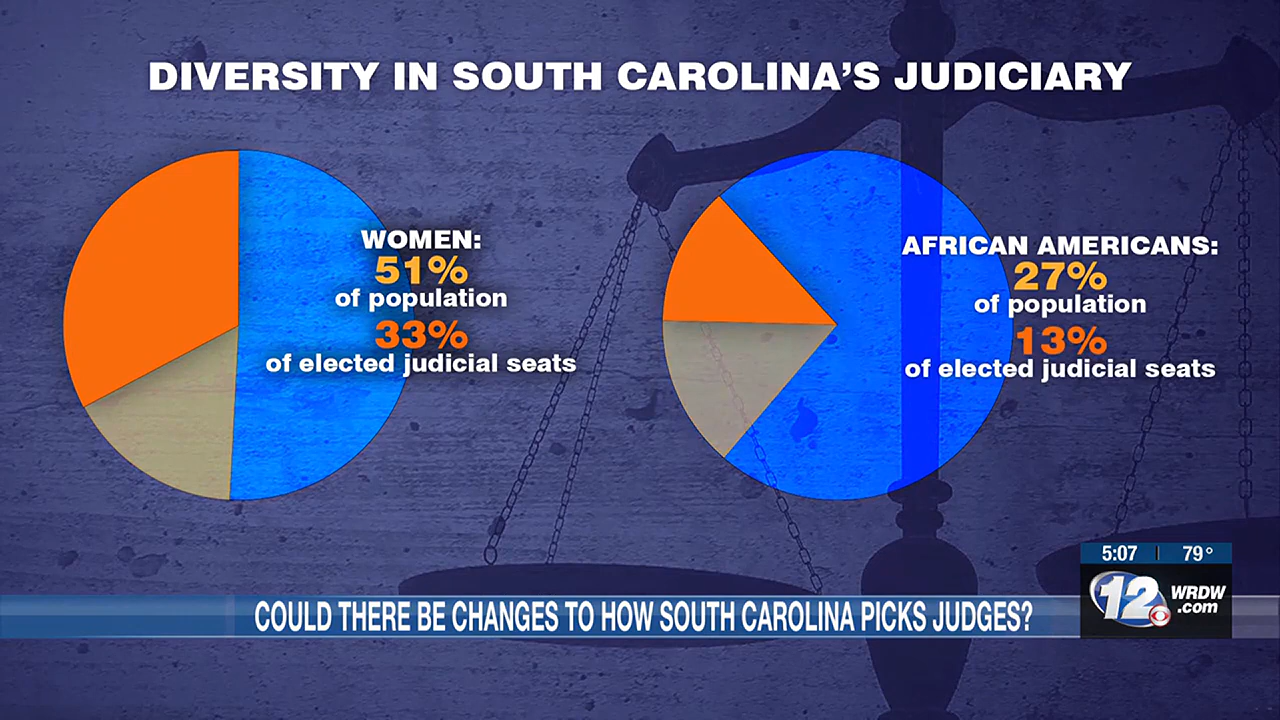 DIVERSITY IN SOUTH CAROLINA'S JUDICIARY
WOMEN:
51%
of population
33%
of elected judicial seats
AFRICAN AMERICANS:
27%
of population
13%
of elected judicial seats
5:07 | 79°
12 WRDW
.com
COULD THERE BE CHANGES TO HOW SOUTH CAROLINA PICKS JUDGES?